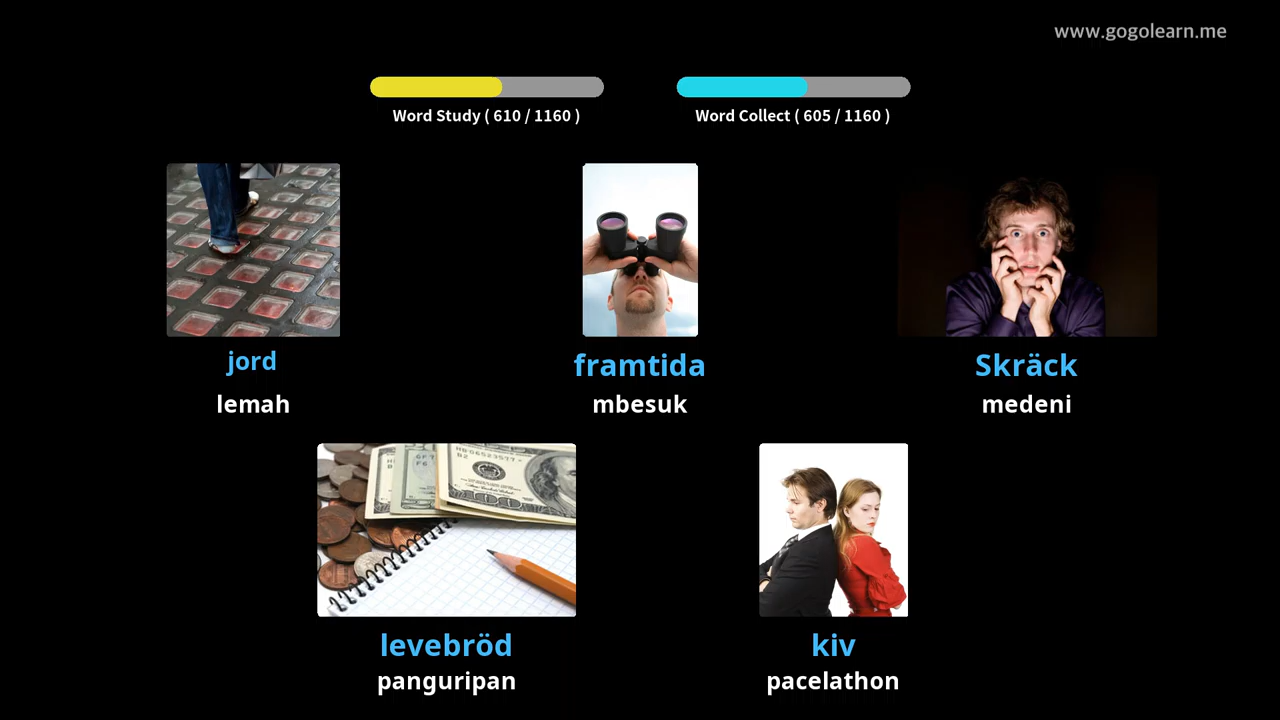 www.gogolearn.me
Word Study ( 610 / 1160 )
Word Collect ( 605 / 1160 )
jord
framtida
Skräck
lemah
mbesuk
medeni
levebröd
kiv
panguripan
pacelathon